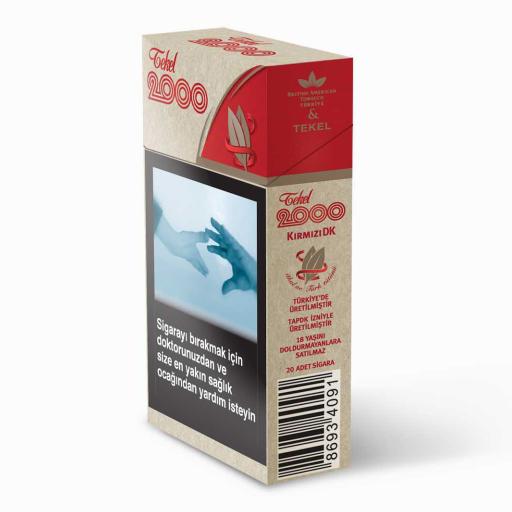 Tekel
2000
BRITISH AMERICAN
TOBACCO
TÜRKİYE
&
TEKEL
Tekel
2000
KIRMIZI DK
TÜRKİYE'DE
ÜRETİLMİŞTİR
TAPDK İZNİYLE
ÜRETİLMİŞTİR
18 YAŞINI
DOLDURMAYANLARA
SATILMAZ
20 ADET SİGARA
Sigarayı bırakmak için
doktorunuzdan ve
size en yakın sağlık
ocağından yardım isteyin
8693 4091